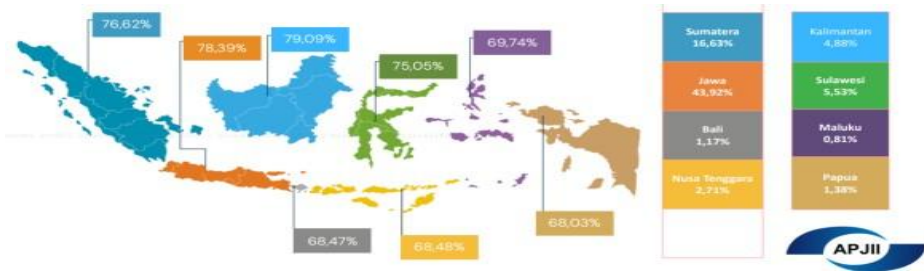 76,62%
78,39%
79,09%
75,05%
69,74%
68,47%
68,48%
68,03%
Sumatera
16,63%
Jawa
43,92%
Bali
1,17%
Nusa Tenggara
2,71%
Kalimantan
4,88%
Sulawesi
5,53%
Maluku
0,81%
Papua
1,38%
APJII